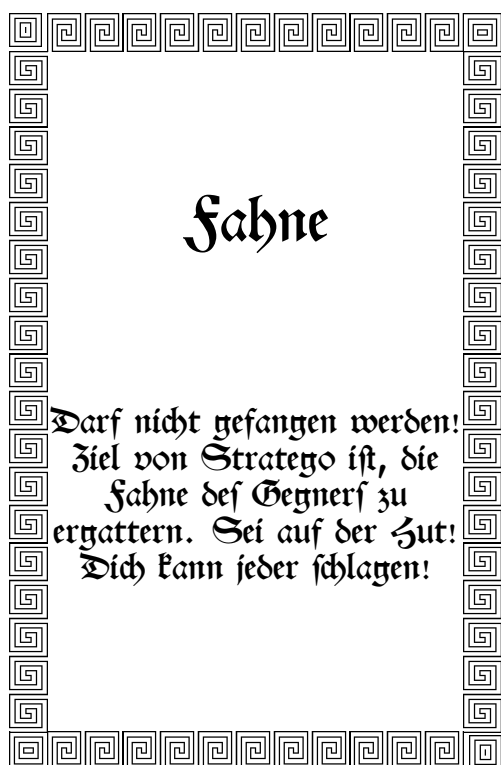 Fahne
Darf nicht gefangen werden!
Ziel von Stratego iſt, die
Fahne deſ Gegnerſ zu
ergattern. Sei auf der Hut!
Dich kann jeder ſchlagen!